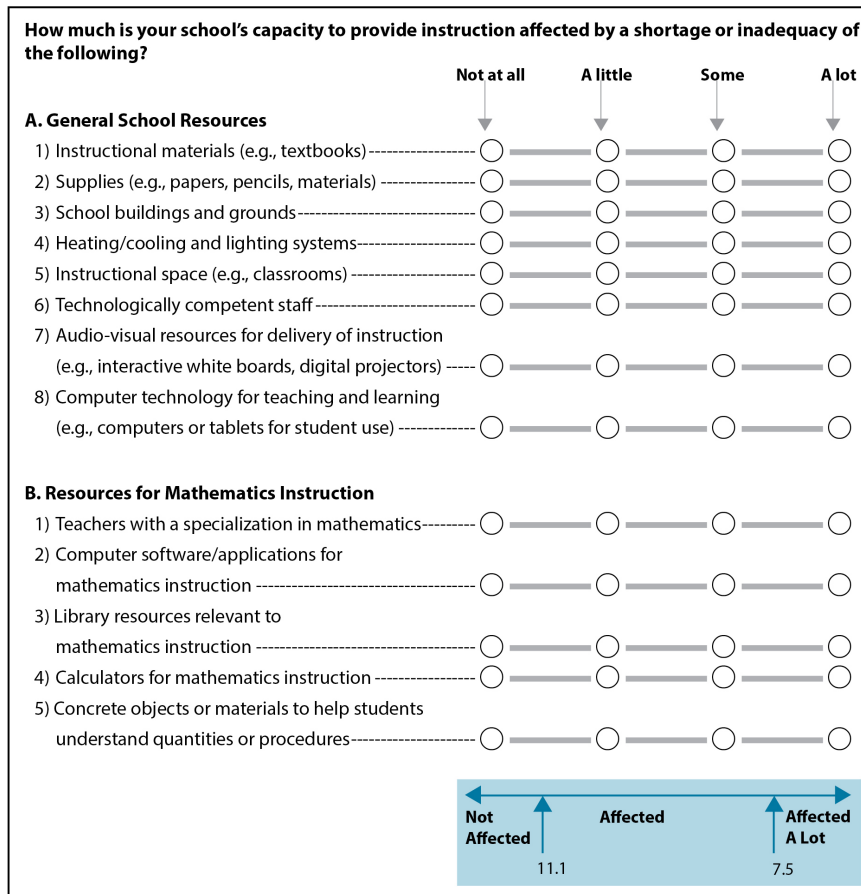 How much is your school’s capacity to provide instruction affected by a shortage or inadequacy of
the following?
Not at all A little Some A lot
A. General School Resources
1) Instructional materials (e.g., textbooks)
2) Supplies (e.g., papers, pencils, materials)
3) School buildings and grounds
4) Heating/cooling and lighting systems
5) Instructional space (e.g., classrooms)
6) Technologically competent staff
7) Audio-visual resources for delivery of instruction
(e.g., interactive white boards, digital projectors)
8) Computer technology for teaching and learning
(e.g., computers or tablets for student use)
B. Resources for Mathematics Instruction
1) Teachers with a specialization in mathematics
2) Computer software/applications for
mathematics instruction
3) Library resources relevant to
mathematics instruction
4) Calculators for mathematics instruction
5) Concrete objects or materials to help students
understand quantities or procedures
Not Affected Affected
Affected A Lot
11.1 7.5